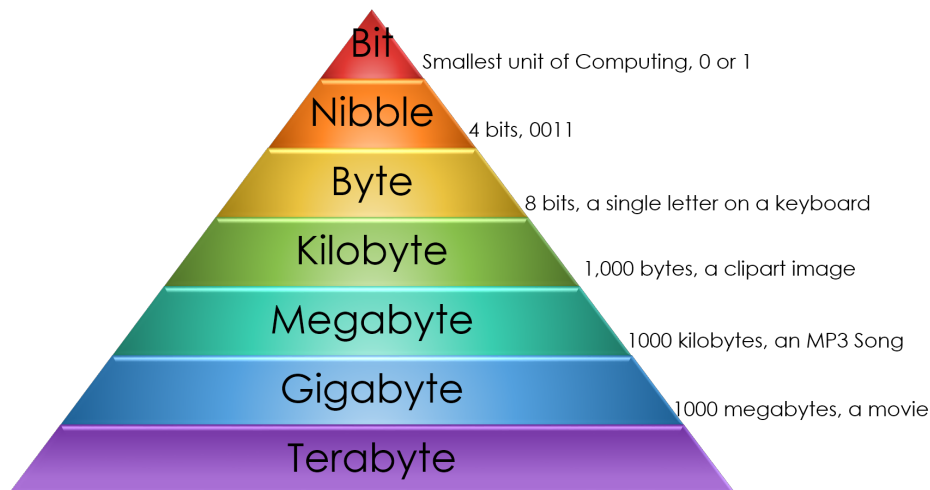 Bit
Smallest unit of Computing, 0 or 1
Nibble
4 bits, 0011
Byte
8 bits, a single letter on a keyboard
Kilobyte
1,000 bytes, a clipart image
Megabyte
1000 kilobytes, an MP3 Song
Gigabyte
1000 megabytes, a movie
Terabyte